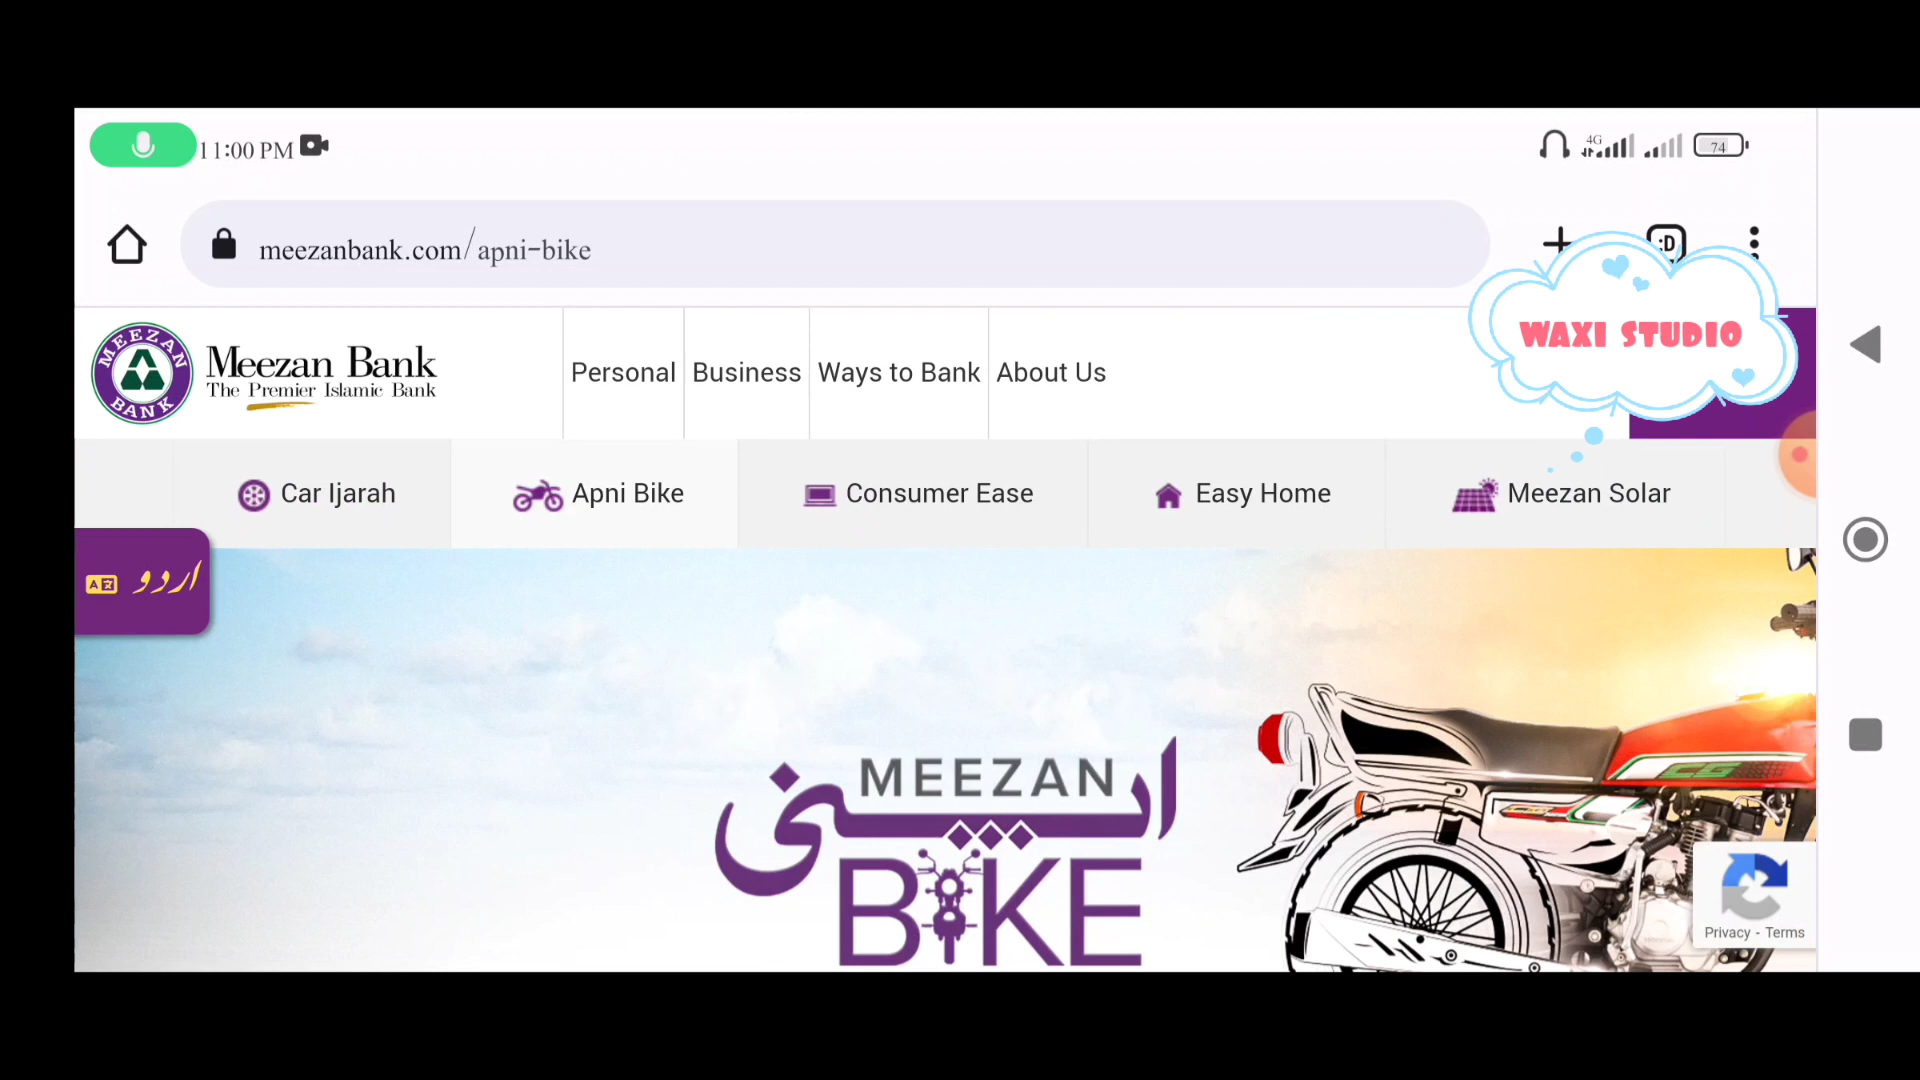 11:00 PM
4G
74
meezanbank.com/apni-bike
:D
WAXI STUDIO
MEEZAN BANK
Meezan Bank
The Premier Islamic Bank
Personal
Business
Ways to Bank
About Us
Car Ijarah
Apni Bike
Consumer Ease
Easy Home
Meezan Solar
اردو
MEEZAN
اپنی
BIKE
CG
Privacy - Terms